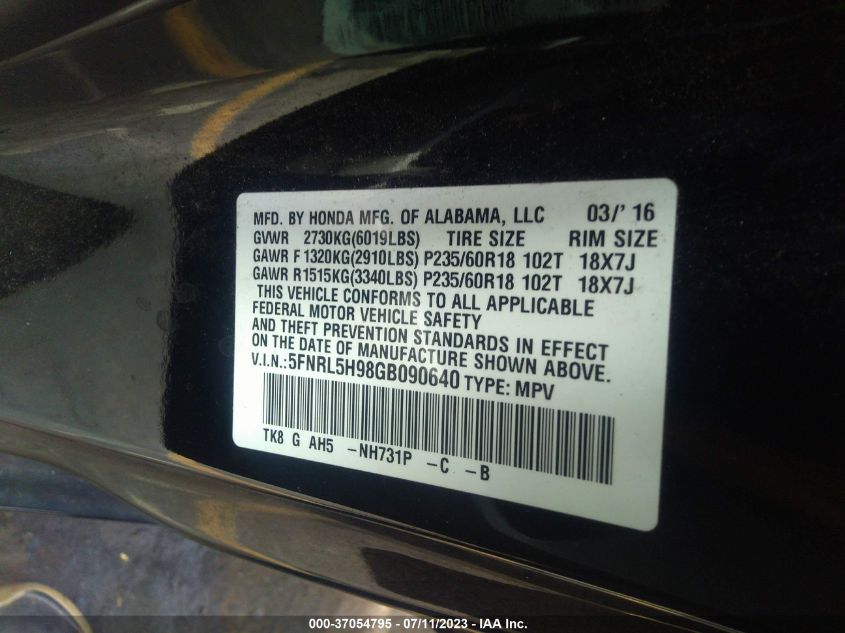 MFD. BY HONDA MFG. OF ALABAMA, LLC 03/' 16
GVWR 2730KG(6019LBS) TIRE SIZE RIM SIZE
GAWR F 1320KG(2910LBS) P235/60R18 102T 18X7J
GAWR R1515KG(3340LBS) P235/60R18 102T 18X7J
THIS VEHICLE CONFORMS TO ALL APPLICABLE
FEDERAL MOTOR VEHICLE SAFETY
AND THEFT PREVENTION STANDARDS IN EFFECT
ON THE DATE OF MANUFACTURE SHOWN ABOVE.
V.I.N.:5FNRL5H98GB090640 TYPE: MPV
TK8 G AH5 -NH731P -C -B
000-37054795 - 07/11/2023 - IAA Inc.